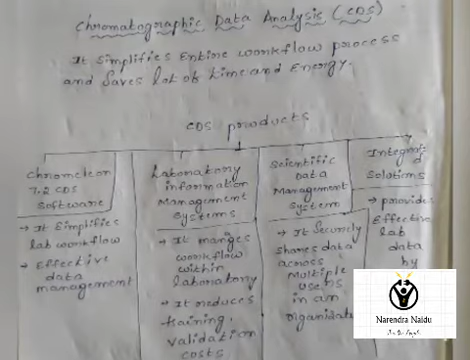 Chromatographic Data Analysis (CDS)
It Simplifies Entire workflow process
and Saves lot of time and Energy.
CDS products
Chromeleon
7.2 CDS
Software
→ It Simplifies
lab workflow
→ Effective
data
management
Laboratory
information
Management
Systems
→ It manges
workflow
within
laboratory
→ It reduces
training,
validation
costs
Scientific
Data
Management
System
→ It Securely
shares data
across
Multiple
users
in an
Integrated
Solutions
→ provides
Effective
lab
data
by
Narendra Naidu